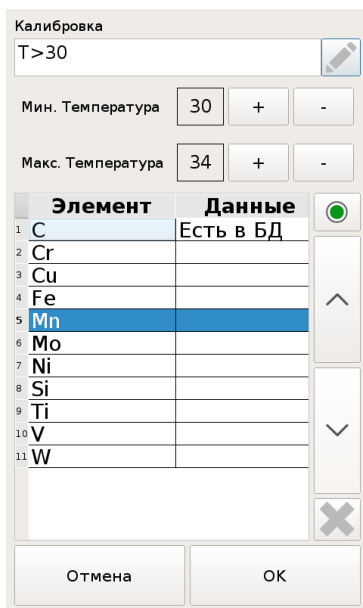 Калибровка
T>30
Мин. Температура 30 + -
Макс. Температура 34 + -
Элемент Данные
1 C Есть в БД
2 Cr
3 Cu
4 Fe
5 Mn
6 Mo
7 Ni
8 Si
9 Ti
10 V
11 W
Отмена OK